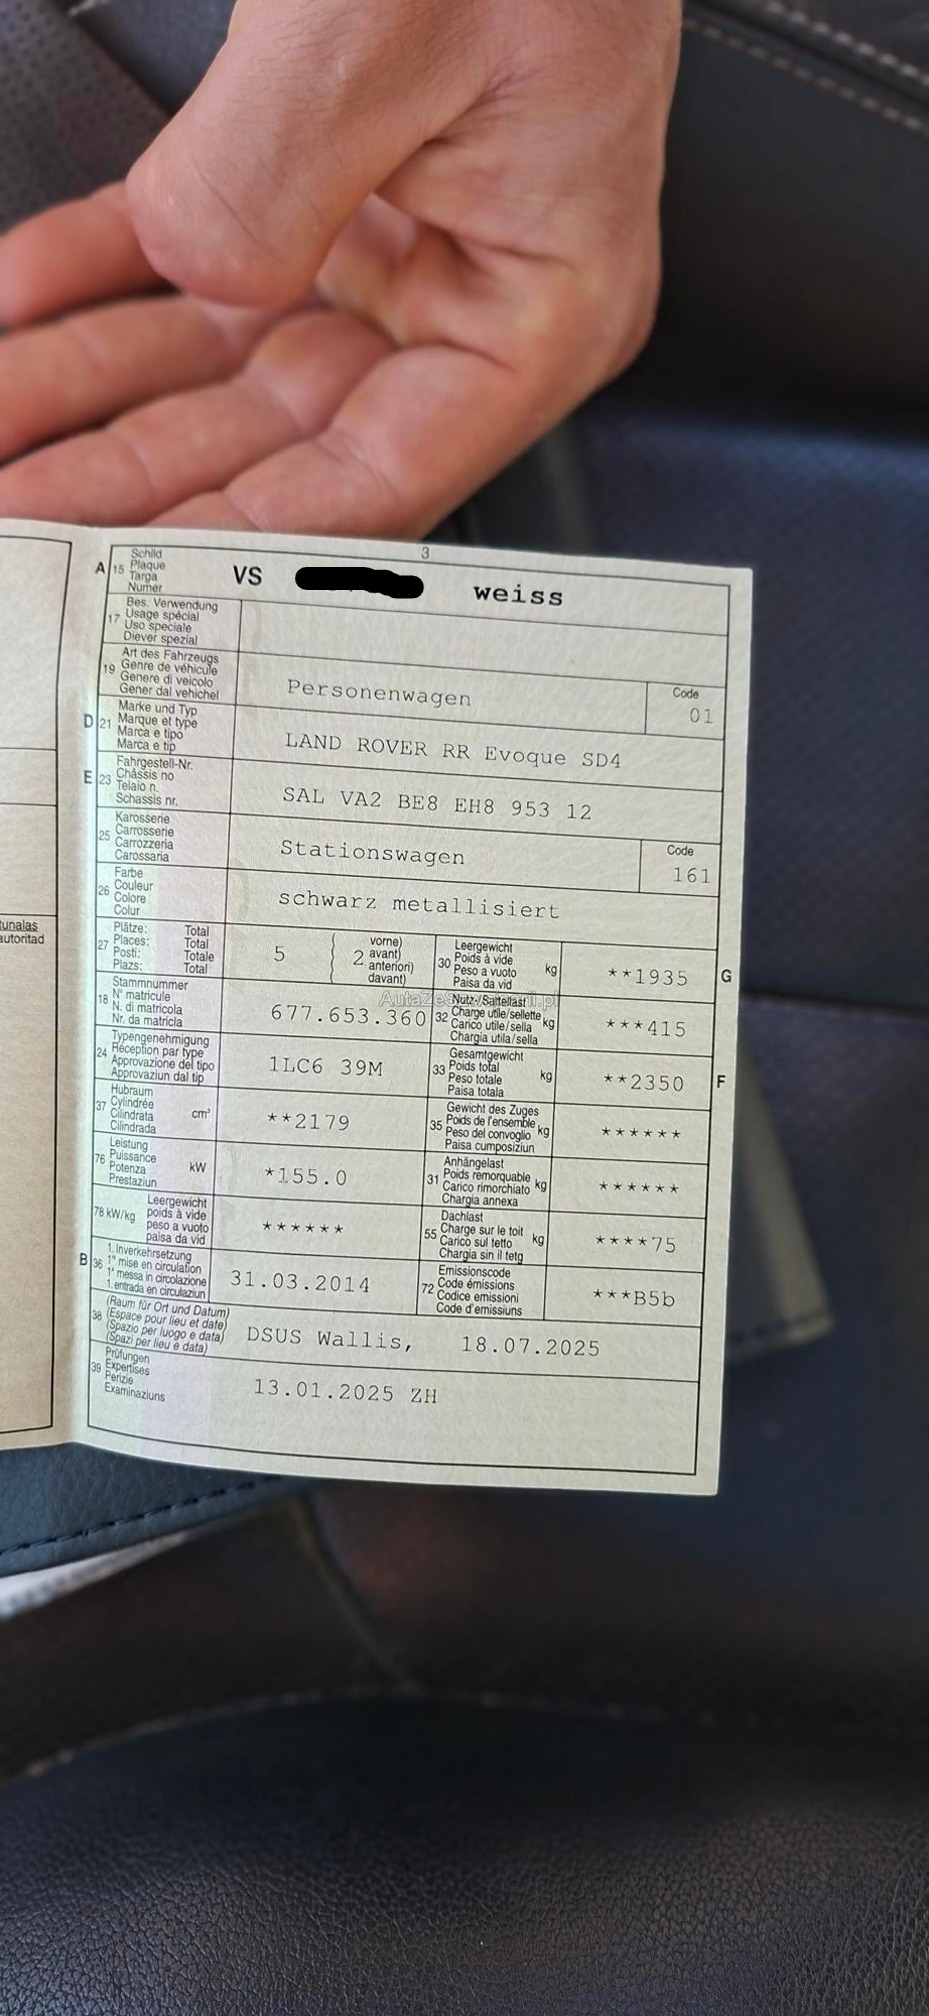 3
A 15 Schild
Plaque
Targa
Numer
VS weiss
17 Bes. Verwendung
Usage spécial
Uso speciale
Diever spezial
19 Art des Fahrzeugs
Genre de véhicule
Genere di veicolo
Gener dal vehichel
Personenwagen
Code
01
D 21 Marke und Typ
Marque et type
Marca e tipo
Marca e tip
LAND ROVER RR Evoque SD4
E 23 Fahrgestell-Nr.
Châssis no
Telaio n.
Schassis nr.
SAL VA2 BE8 EH8 953 12
25 Karosserie
Carrosserie
Carrozzeria
Carossaria
Stationswagen
Code
161
26 Farbe
Couleur
Colore
Colur
schwarz metallisiert
tunalas
autoritad
27 Plätze: Total
Places: Total
Posti: Totale
Plazs: Total
5
2 vorne)
avant)
anteriori)
davant)
30 Leergewicht
Poids à vide
Peso a vuoto
Paisa da vid
kg
**1935
G
18 Stammnummer
N° matricule
N. di matricola
Nr. da matricla
677.653.360
32 Nutz-/Sattellast
Charge utile/sellette
Carico utile/sella
Chargia utila/sella
kg
***415
24 Typengenehmigung
Réception par type
Approvazione del tipo
Approvaziun dal tip
1LC6 39M
33 Gesamtgewicht
Poids total
Peso totale
Paisa totala
kg
**2350
F
37 Hubraum
Cylindrée
Cilindrata
Cilindrada
cm³
**2179
35 Gewicht des Zuges
Poids de l'ensemble
Peso del convoglio
Paisa cumposiziun
kg
******
76 Leistung
Puissance
Potenza
Prestaziun
kW
*155.0
31 Anhängelast
Poids remorquable
Carico rimorchiato
Chargia annexa
kg
******
78 kW/kg Leergewicht
poids à vide
peso a vuoto
paisa da vid
******
55 Dachlast
Charge sur le toit
Carico sul tetto
Chargia sin il tetg
kg
****75
B 36 1. Inverkehrsetzung
1re mise en circulation
1a messa in circolazione
1. entrada en circulaziun
31.03.2014
72 Emissionscode
Code émissions
Codice emissioni
Code d'emissiuns
***B5b
38 (Raum für Ort und Datum)
(Espace pour lieu et date)
(Spazio per luogo e data)
(Spazi per lieu e data)
DSUS Wallis, 18.07.2025
39 Prüfungen
Expertises
Perizie
Examinaziuns
13.01.2025 ZH